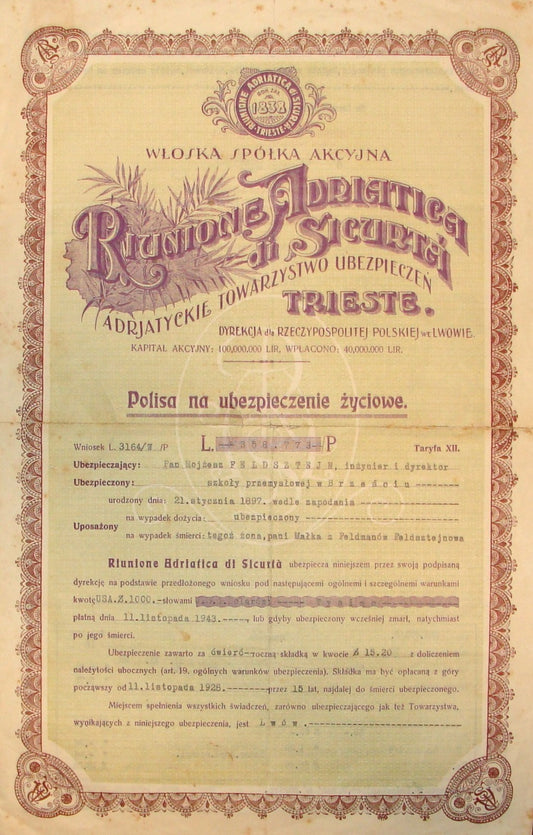 RIUNIONE ADRIATICA di SICURTÀ
1838
TRIESTE
WŁOSKA SPÓŁKA AKCYJNA
RIUNIONE ADRIATICA
di SICURTÀ
ADRJATYCKIE TOWARZYSTWO UBEZPIECZEŃ
TRIESTE.
DYREKCJA dla RZECZYPOSPOLITEJ POLSKIEJ we LWOWIE.
KAPITAŁ AKCYJNY: 100,000.000 LIR, WPŁACONO: 40,000.000 LIR.
Polisa na ubezpieczenie życiowe.
Wniosek L. 3164/W./P L. --358.773--/P Taryfa XII.
Ubezpieczający: Pan Mojżesz FELDSZTEJN, inżynier i dyrektor
Ubezpieczony: szkoły przemysłowej w Brześciu --------
urodzony dnia: 21.stycznia 1897. wedle zapodania ----------
Uposażony
na wypadek dożycia: ubezpieczony --------------------
na wypadek śmierci: tegoż żona, pani Małka z Feldmanów Feldsztejnowa
Riunione Adriatica di Sicurtà ubezpiecza niniejszem przez swoją podpisaną
dyrekcję na podstawie przedłożonego wniosku pod następującemi ogólnemi i szczególnemi warunkami
kwotę USA.Z.1000.-słowami
płatną dnia 11.listopada 1943.----, lub gdyby ubezpieczony wcześniej zmarł, natychmiast
po jego śmierci.
Ubezpieczenie zawarto za ćwierć-roczną składką w kwocie 15.20 z doliczeniem
należytości ubocznych (art. 19. ogólnych warunków ubezpieczenia). Składka ma być opłacaną z góry
począwszy od 11.listopada 1928.--------przez 15 lat, najdalej do śmierci ubezpieczonego.
Miejscem spełnienia wszystkich świadczeń, zarówno ubezpieczającego jak też Towarzystwa,
wynikających z niniejszego ubezpieczenia, jest Lwów.